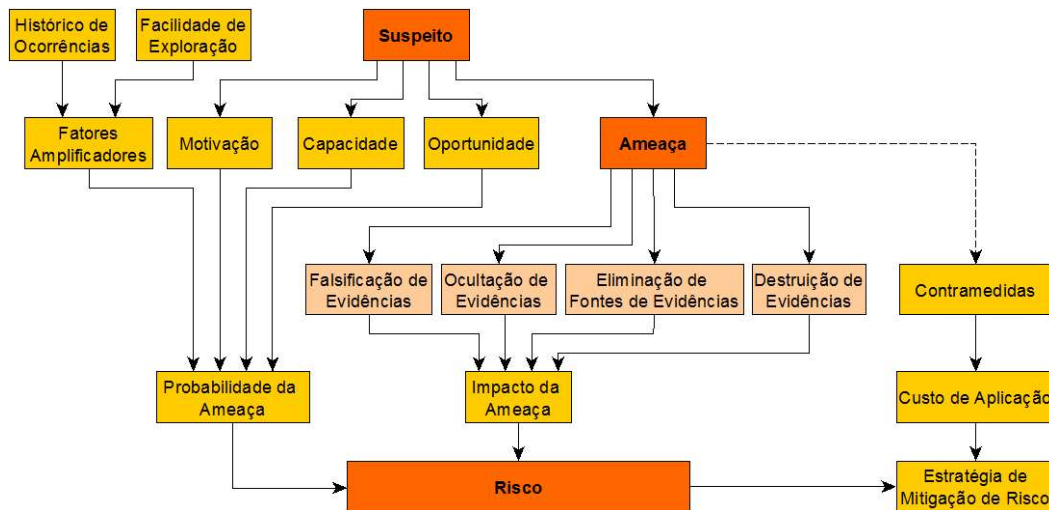 Histórico de
Ocorrências
Facilidade de
Exploração
Suspeito
Fatores
Amplificadores
Motivação
Capacidade
Oportunidade
Ameaça
Falsificação de
Evidências
Ocultação de
Evidências
Eliminação de
Fontes de Evidências
Destruição de
Evidências
Contramedidas
Probabilidade da
Ameaça
Impacto da
Ameaça
Custo de Aplicação
Risco
Estratégia de
Mitigação de Risco